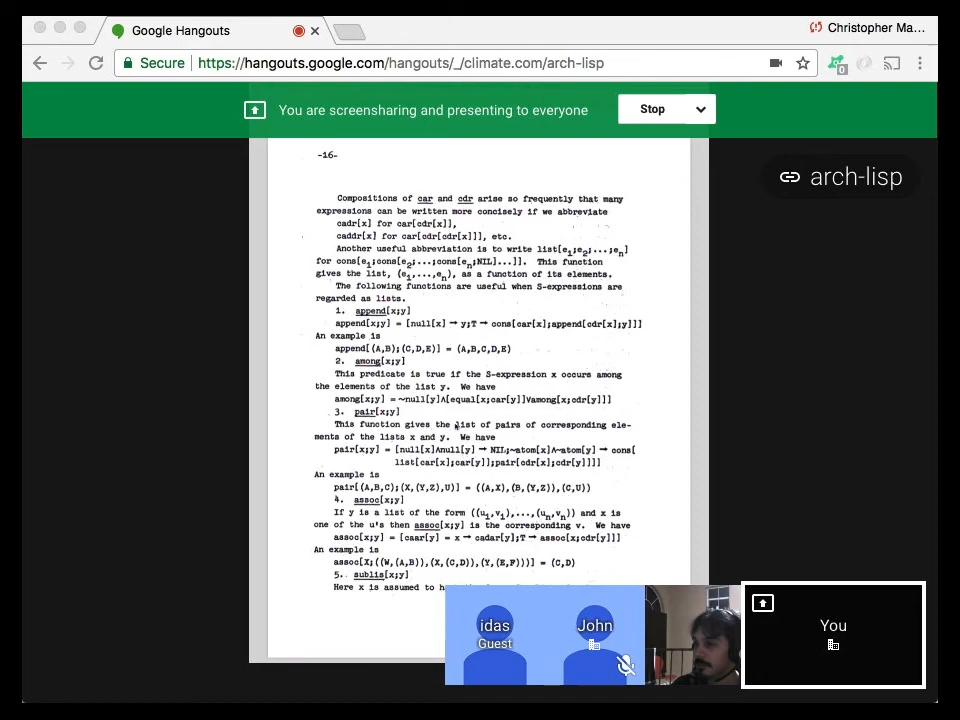 Google Hangouts
Christopher Ma...
Secure
https://hangouts.google.com/hangouts/_/climate.com/arch-lisp
0
You are screensharing and presenting to everyone
Stop
arch-lisp
-16-
Compositions of car and cdr arise so frequently that many
expressions can be written more concisely if we abbreviate
cadr[x] for car[cdr[x]],
caddr[x] for car[cdr[cdr[x]]], etc.
Another useful abbreviation is to write list[e₁;e₂;...;eₙ]
for cons[e₁;cons[e₂;...;cons[eₙ;NIL]...]]. This function
gives the list, (e₁,...,eₙ), as a function of its elements.
The following functions are useful when S-expressions are
regarded as lists.
1. append[x;y]
append[x;y] = [null[x] → y;T → cons[car[x];append[cdr[x];y]]]
An example is
append[(A,B);(C,D,E)] = (A,B,C,D,E)
2. among[x;y]
This predicate is true if the S-expression x occurs among
the elements of the list y. We have
among[x;y] = ~null[y]∧[equal[x;car[y]]∨among[x;cdr[y]]]
3. pair[x;y]
This function gives the list of pairs of corresponding ele-
ments of the lists x and y. We have
pair[x;y] = [null[x]∧null[y] → NIL;~atom[x]∧~atom[y] → cons[
list[car[x];car[y]];pair[cdr[x];cdr[y]]]]
An example is
pair[(A,B,C);(X,(Y,Z),U)] = ((A,X),(B,(Y,Z)),(C,U))
4. assoc[x;y]
If y is a list of the form ((u₁,v₁),...,(uₙ,vₙ)) and x is
one of the u's then assoc[x;y] is the corresponding v. We have
assoc[x;y] = [caar[y] = x → cadar[y];T → assoc[x;cdr[y]]]
An example is
assoc[X;((W,(A,B)),(X,(C,D)),(Y,(E,F)))] = (C,D)
5. sublis[x;y]
Here x is assumed to
idas
Guest
John
You